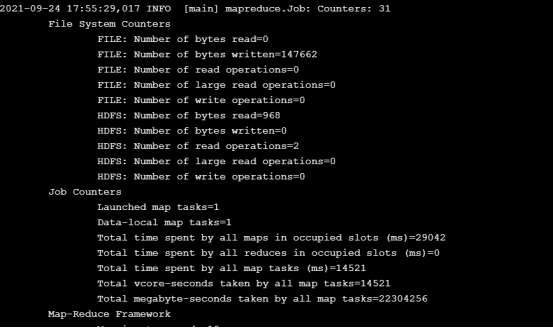 2021-09-24 17:55:29,017 INFO  [main] mapreduce.Job: Counters: 31
File System Counters
FILE: Number of bytes read=0
FILE: Number of bytes written=147662
FILE: Number of read operations=0
FILE: Number of large read operations=0
FILE: Number of write operations=0
HDFS: Number of bytes read=968
HDFS: Number of bytes written=0
HDFS: Number of read operations=2
HDFS: Number of large read operations=0
HDFS: Number of write operations=0
Job Counters
Launched map tasks=1
Data-local map tasks=1
Total time spent by all maps in occupied slots (ms)=29042
Total time spent by all reduces in occupied slots (ms)=0
Total time spent by all map tasks (ms)=14521
Total vcore-seconds taken by all map tasks=14521
Total megabyte-seconds taken by all map tasks=22304256
Map-Reduce Framework